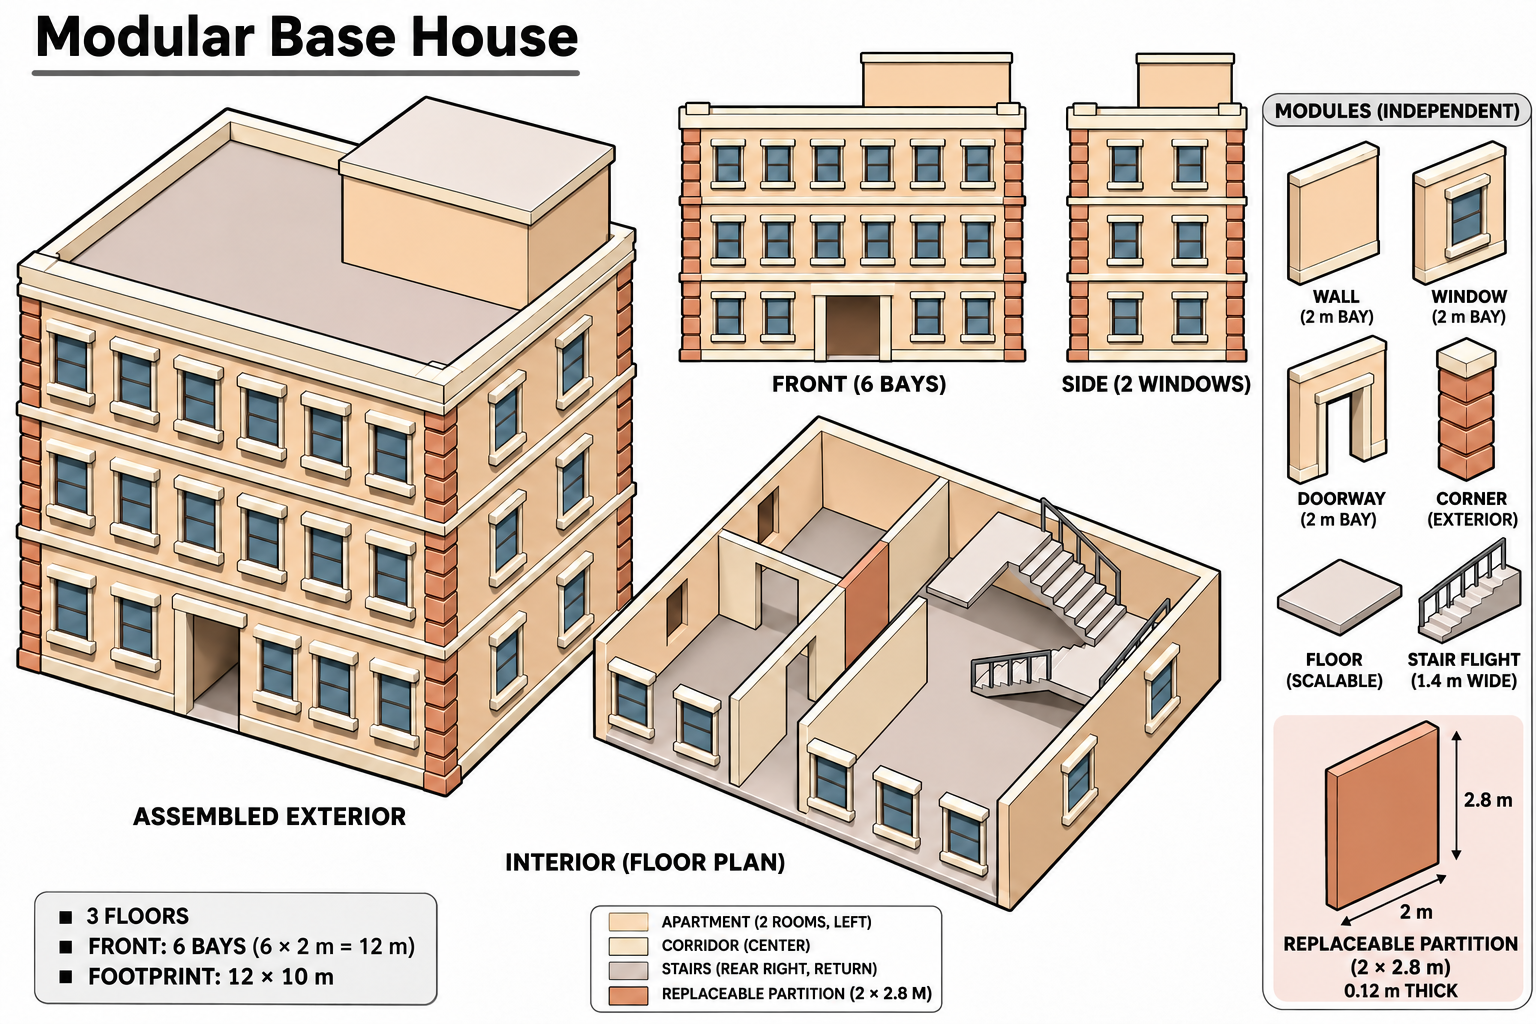 Modular Base House
MODULES (INDEPENDENT)
WALL
(2 m BAY)
WINDOW
(2 m BAY)
FRONT (6 BAYS)
SIDE (2 WINDOWS)
DOORWAY
(2 m BAY)
CORNER
(EXTERIOR)
FLOOR
(SCALABLE)
STAIR FLIGHT
(1.4 m WIDE)
2.8 m
2 m
REPLACEABLE PARTITION
(2 × 2.8 m)
0.12 m THICK
ASSEMBLED EXTERIOR
INTERIOR (FLOOR PLAN)
■ 3 FLOORS
■ FRONT: 6 BAYS (6 × 2 m = 12 m)
■ FOOTPRINT: 12 × 10 m
APARTMENT (2 ROOMS, LEFT)
CORRIDOR (CENTER)
STAIRS (REAR RIGHT, RETURN)
REPLACEABLE PARTITION (2 × 2.8 M)